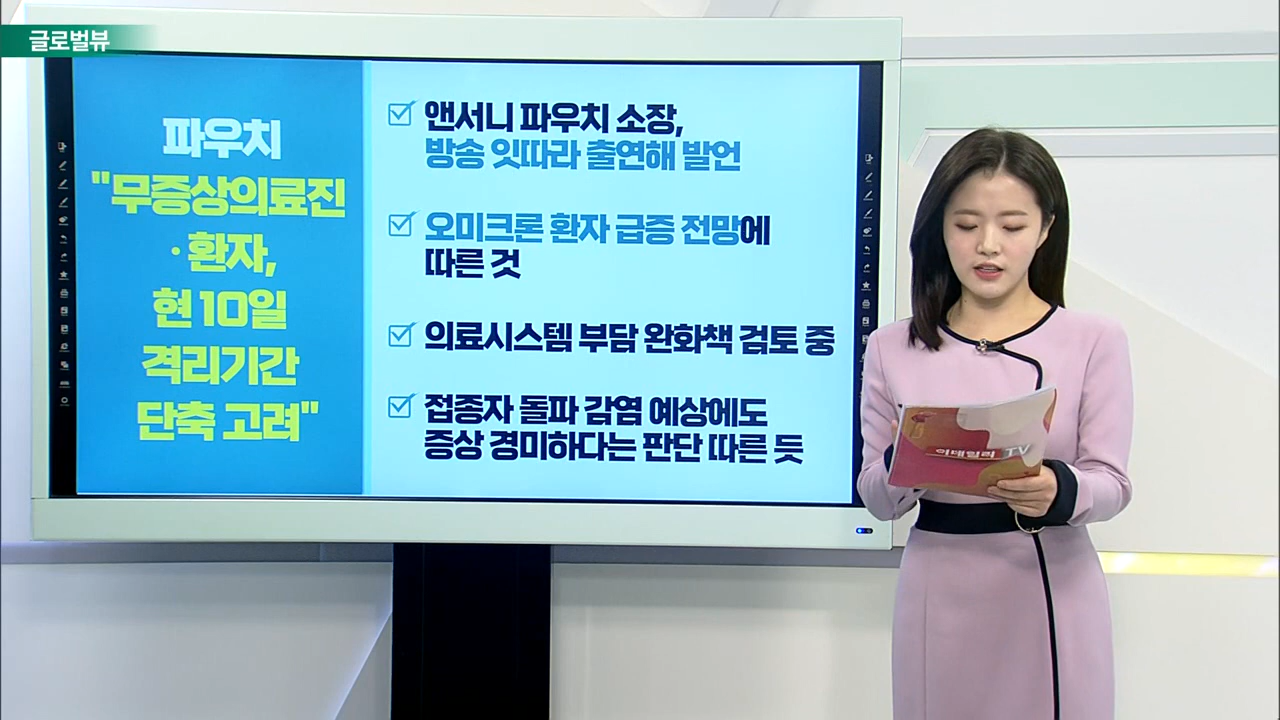 글로벌뷰
파우치
"무증상의료진
· 환자,
현 10일
격리기간
단축 고려"
앤서니 파우치 소장,
방송 잇따라 출연해 발언
오미크론 환자 급증 전망에
따른 것
의료시스템 부담 완화책 검토 중
접종자 돌파 감염 예상에도
증상 경미하다는 판단 따른 듯
이데일리 TV